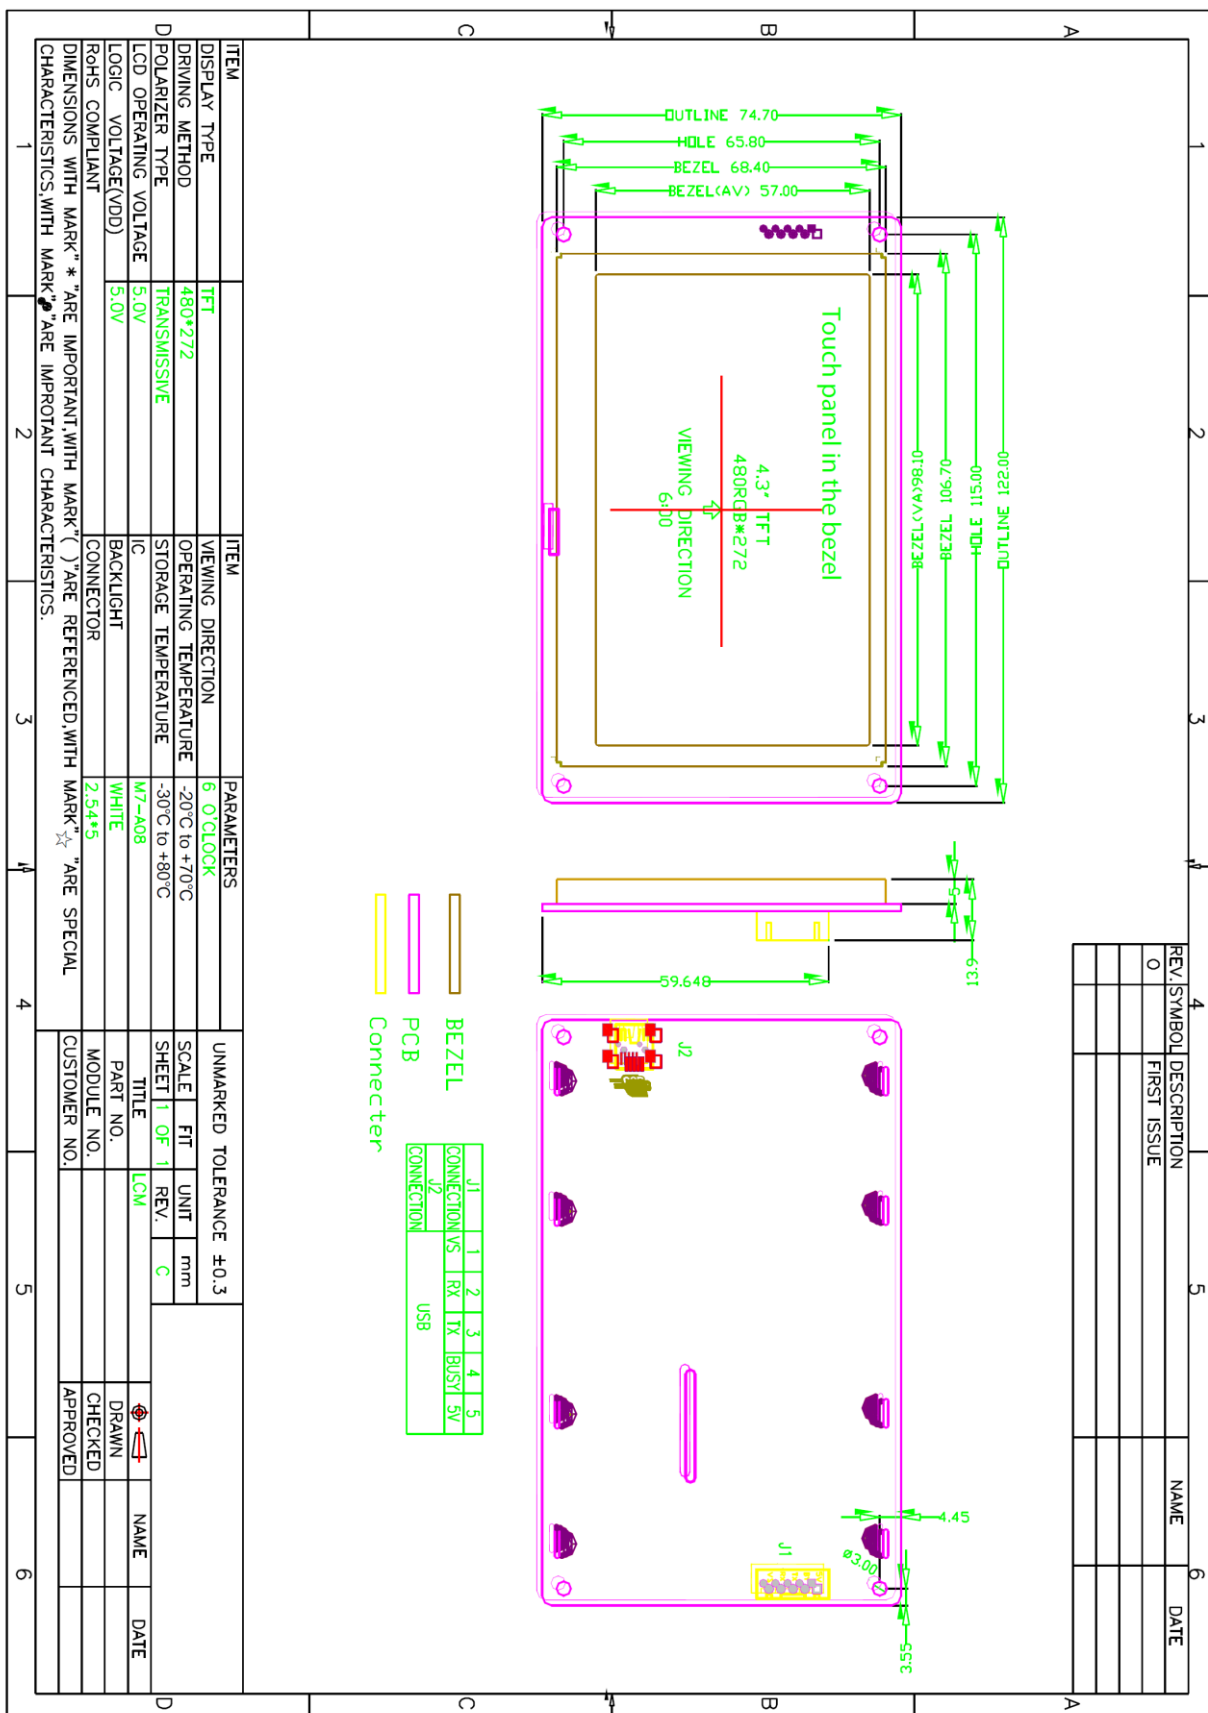 A
B
C
D
1
2
3
4
5
6
REV. SYMBOL DESCRIPTION NAME DATE
0 FIRST ISSUE
OUTLINE 122.00
HOLE 115.00
BEZEL 106.70
BEZEL(VA)98.10
OUTLINE 74.70
HOLE 65.80
BEZEL 68.40
BEZEL(AV) 57.00
Touch panel in the bezel
4.3" TFT
480RGB*272
VIEWING DIRECTION
6:00
5
13.9
59.648
J2
J1
4.45
ø3.00
3.55
BEZEL
PCB
Connecter
J1 1 2 3 4 5
CONNECTION VS RX TX BUSY 5V
J2
CONNECTION USB
ITEM ITEM PARAMETERS UNMARKED TOLERANCE ±0.3
DISPLAY TYPE TFT VIEWING DIRECTION 6 O'CLOCK
DRIVING METHOD 480*272 OPERATING TEMPERATURE -20°C to +70°C SCALE FIT UNIT mm
POLARIZER TYPE TRANSMISSIVE STORAGE TEMPERATURE -30°C to +80°C SHEET 1 OF 1 REV. C
LCD OPERATING VOLTAGE 5.0V IC M7-A08 TITLE LCM NAME DATE
LOGIC VOLTAGE(VDD) 5.0V BACKLIGHT WHITE PART NO. DRAWN
RoHS COMPLIANT CONNECTOR 2.54*5 MODULE NO. CHECKED
DIMENSIONS WITH MARK" * "ARE IMPORTANT,WITH MARK"( )"ARE REFERENCED,WITH MARK" ☆ "ARE SPECIAL CUSTOMER NO. APPROVED
CHARACTERISTICS,WITH MARK" "ARE IMPROTANT CHARACTERISTICS.
1
2
3
4
5
6
A
B
C
D